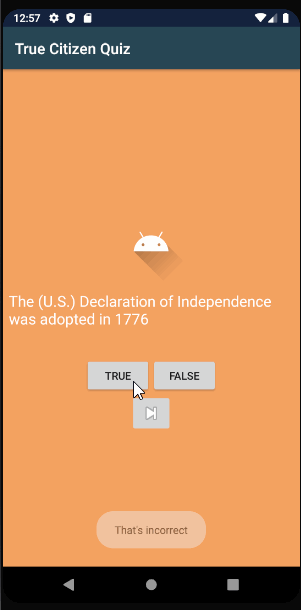 12:57
True Citizen Quiz
The (U.S.) Declaration of Independence
was adopted in 1776
TRUE FALSE
That's incorrect